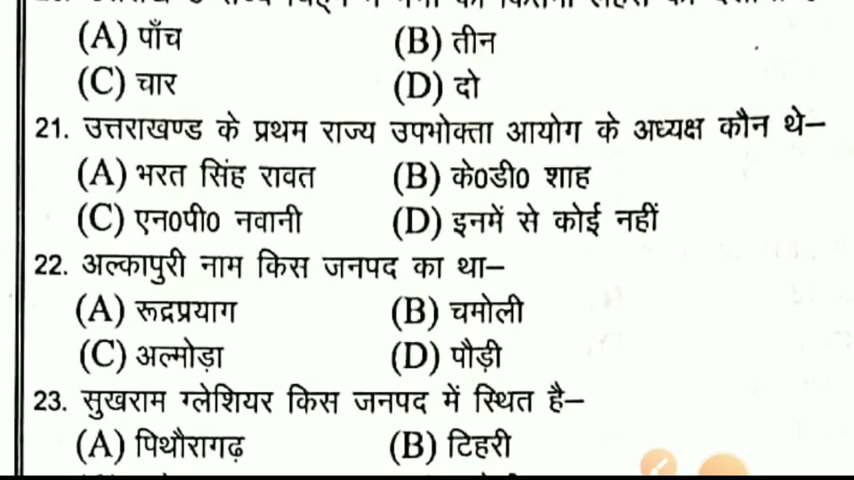 (A) पाँच (B) तीन
(C) चार (D) दो
21. उत्तराखण्ड के प्रथम राज्य उपभोक्ता आयोग के अध्यक्ष कौन थे–
(A) भरत सिंह रावत (B) के0डी0 शाह
(C) एन0पी0 नवानी (D) इनमें से कोई नहीं
22. अल्कापुरी नाम किस जनपद का था–
(A) रूद्रप्रयाग (B) चमोली
(C) अल्मोड़ा (D) पौड़ी
23. सुखराम ग्लेशियर किस जनपद में स्थित है–
(A) पिथौरागढ़ (B) टिहरी